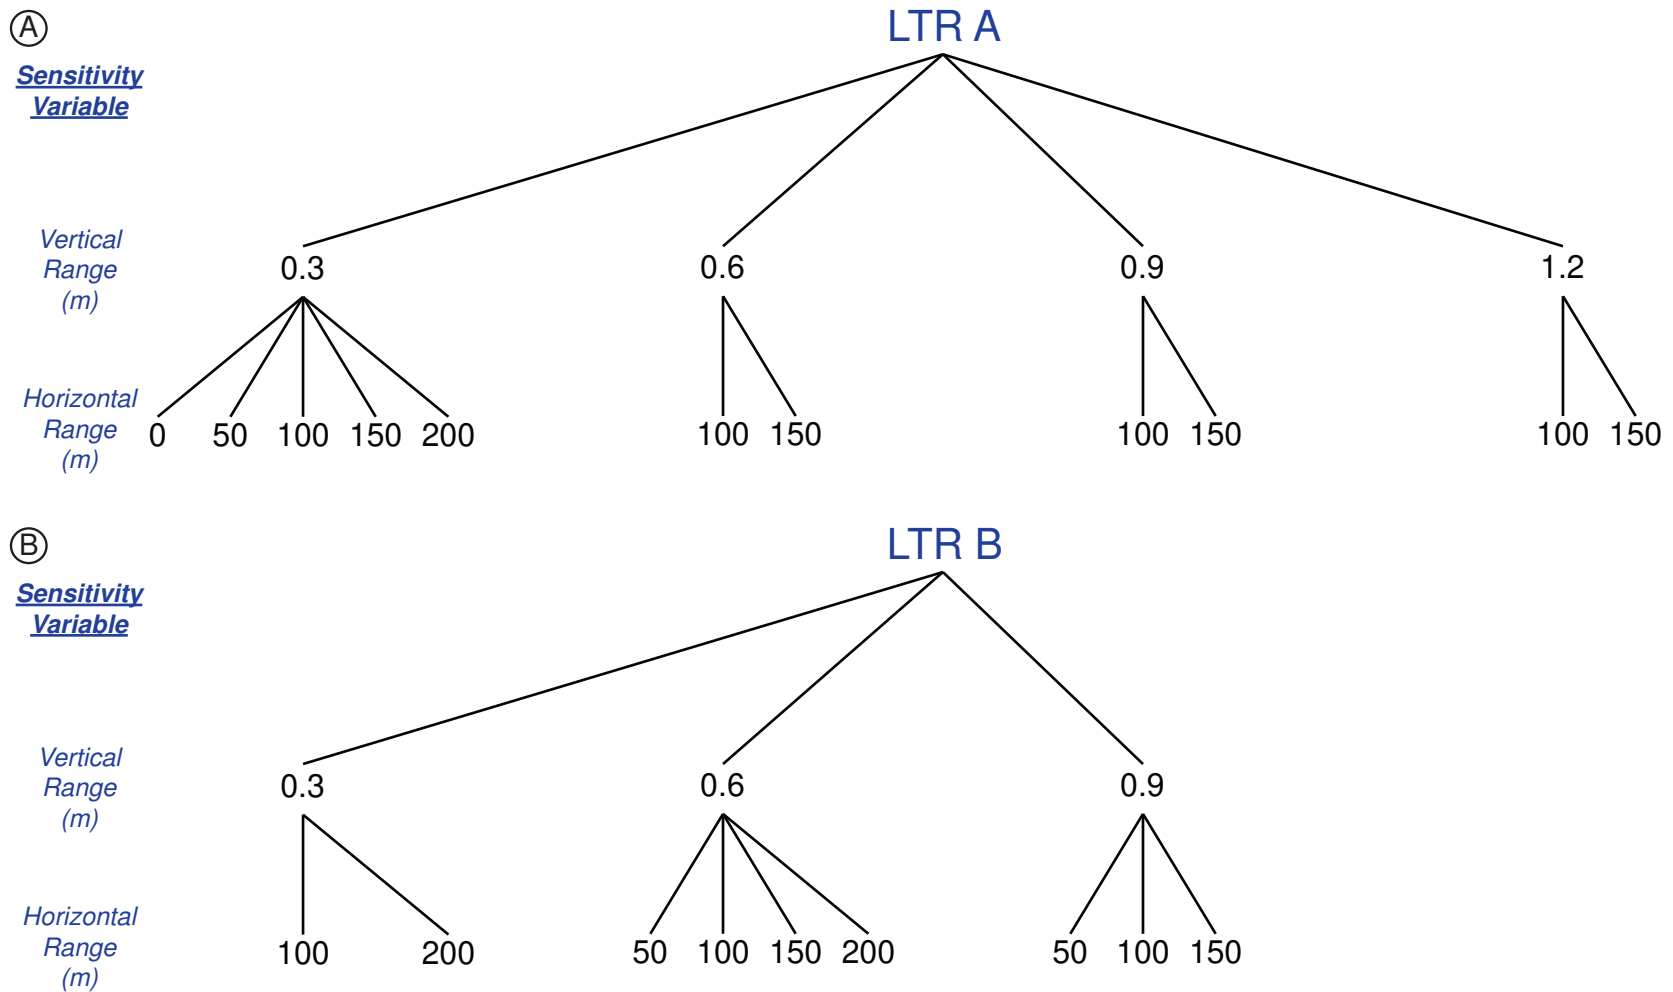 A
LTR A
Sensitivity
Variable
Vertical
Range
(m)
0.3 0.6 0.9 1.2
Horizontal
Range
(m)
0 50 100 150 200 100 150 100 150 100 150
B
LTR B
Sensitivity
Variable
Vertical
Range
(m)
0.3 0.6 0.9
Horizontal
Range
(m)
100 200 50 100 150 200 50 100 150